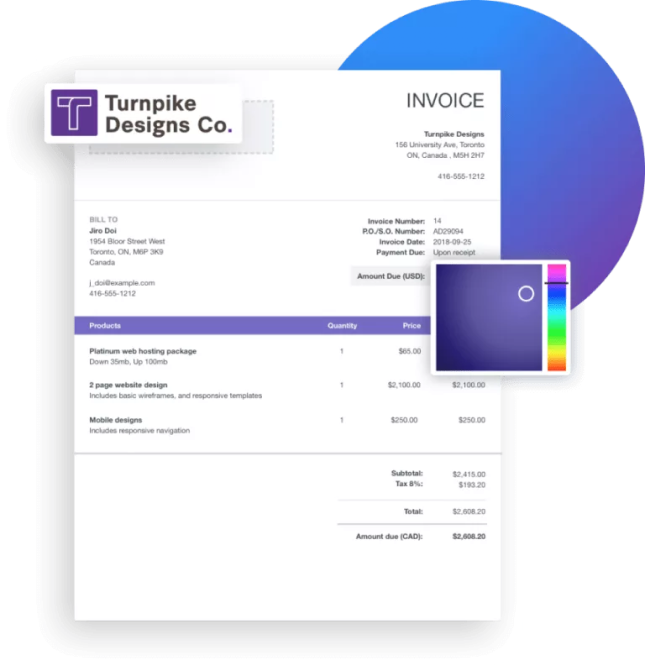 Turnpike
Designs Co.
INVOICE
Turnpike Designs
156 University Ave, Toronto
ON, Canada , M5H 2H7
416-555-1212
BILL TO
Jiro Doi
1954 Bloor Street West
Toronto, ON, M6P 3K9
Canada
j_doi@example.com
416-555-1212
Invoice Number: 14
P.O./S.O. Number: AD29094
Invoice Date: 2018-09-25
Payment Due: Upon receipt
Amount Due (USD):
Products Quantity Price
Platinum web hosting package 1 $65.00
Down 35mb, Up 100mb
2 page website design 1 $2,100.00 $2,100.00
Includes basic wireframes, and responsive templates
Mobile designs 1 $250.00 $250.00
Includes responsive navigation
Subtotal: $2,415.00
Tax 8%: $193.20
Total: $2,608.20
Amount due (CAD): $2,608.20